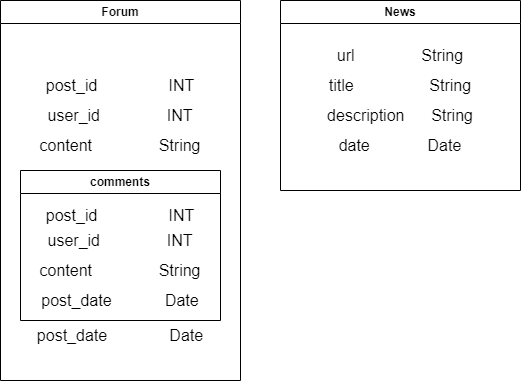 Forum
post_id INT
user_id INT
content String
comments
post_id INT
user_id INT
content String
post_date Date
post_date Date
News
url String
title String
description String
date Date